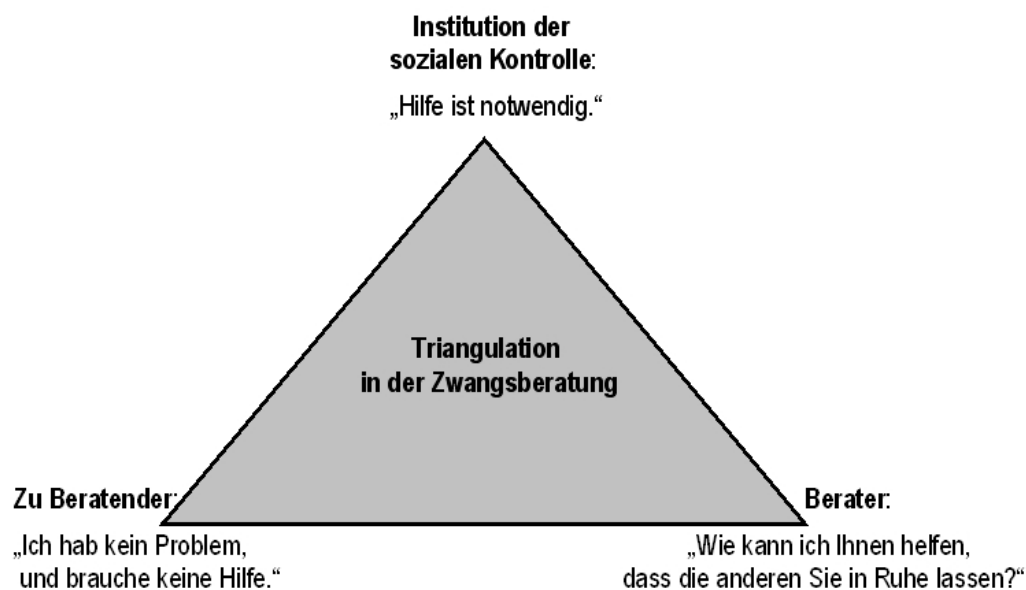 Institution der
sozialen Kontrolle:
„Hilfe ist notwendig.“
Triangulation
in der Zwangsberatung
Zu Beratender:
„Ich hab kein Problem,
und brauche keine Hilfe.“
Berater:
„Wie kann ich Ihnen helfen,
dass die anderen Sie in Ruhe lassen?“